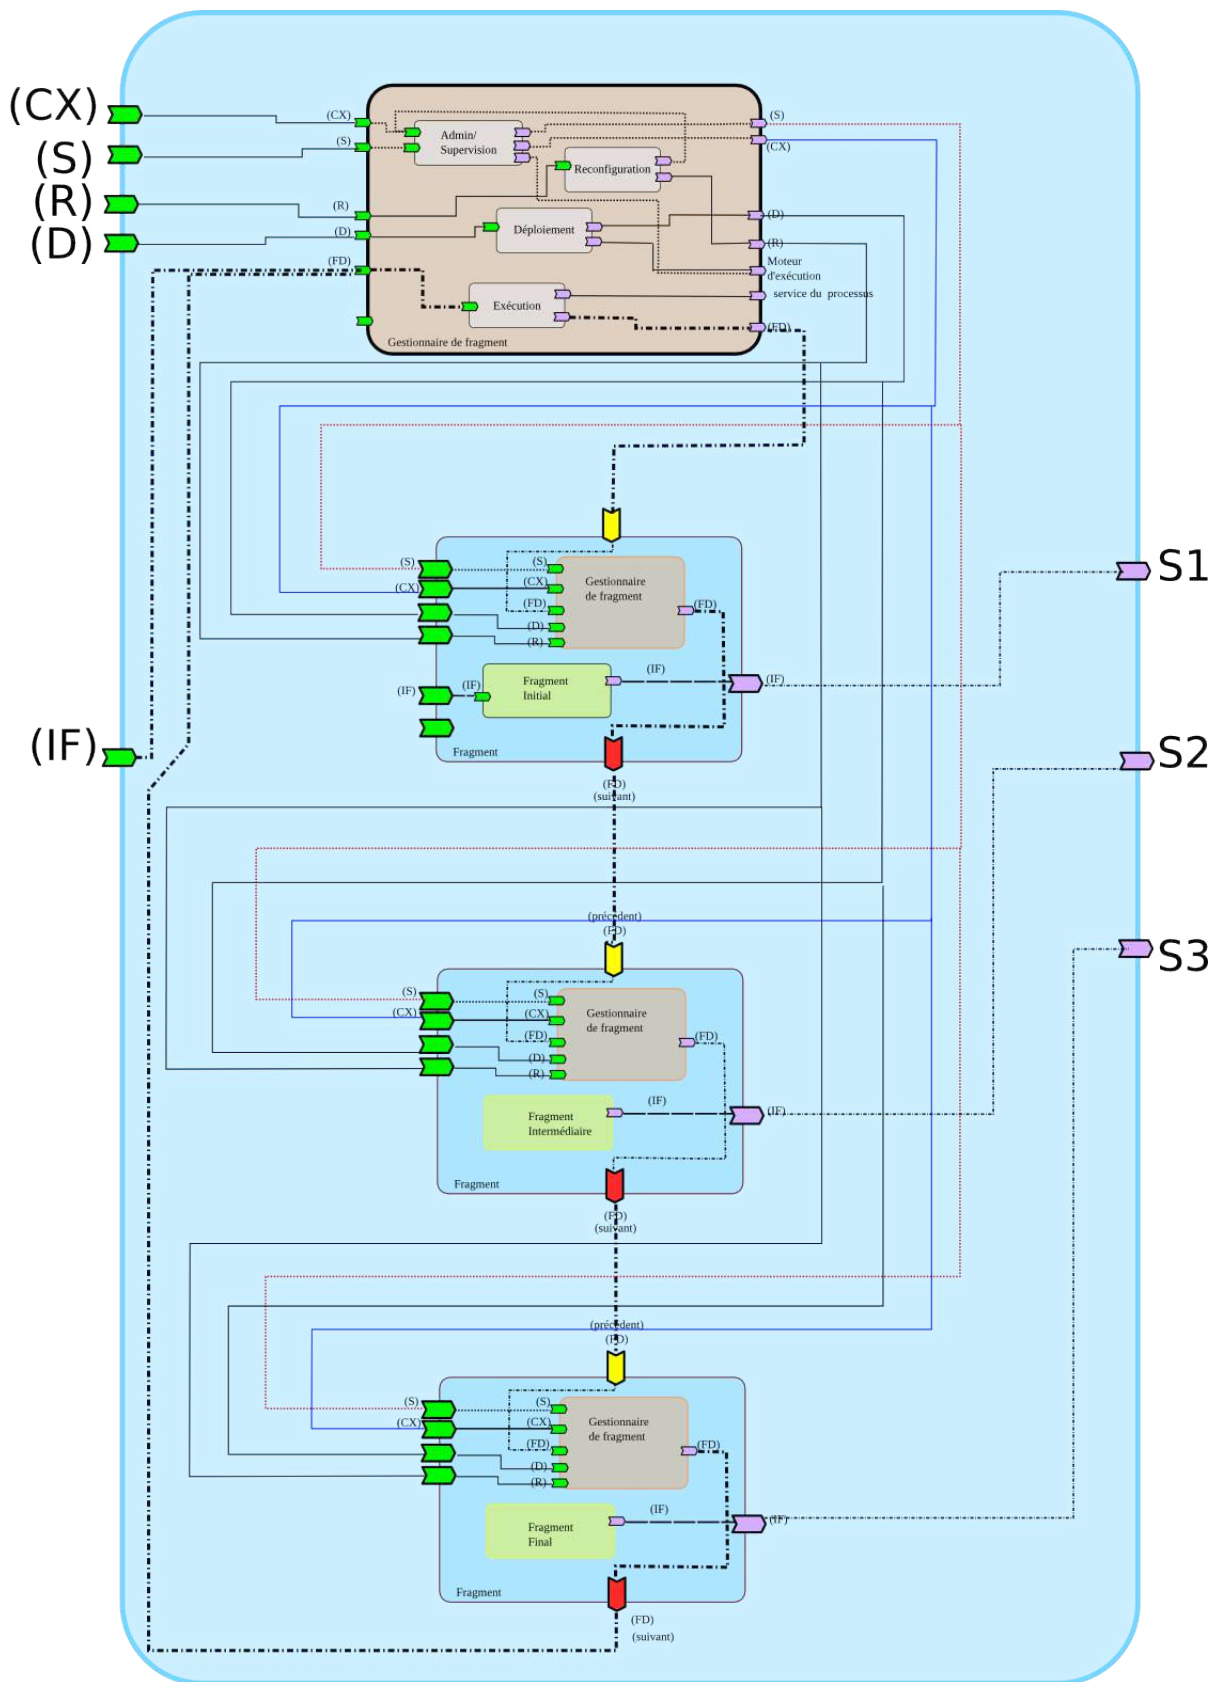 (CX)
(S)
(R)
(D)
(IF)
(CX)
(S)
(R)
(D)
(FD)
Admin/
Supervision
Reconfiguration
Déploiement
Exécution
Gestionnaire de fragment
(S)
(CX)
(D)
(R)
Moteur
d'exécution
service du processus
(FD)
(S)
(CX)
(IF)
(S)
(CX)
(FD)
(D)
(R)
Gestionnaire
de fragment
(FD)
(IF)
Fragment
Initial
(IF)
(IF)
Fragment
(FD)
(suivant)
S1
S2
S3
(précédent)
(FD)
(S)
(CX)
(S)
(CX)
(FD)
(D)
(R)
Gestionnaire
de fragment
(FD)
Fragment
Intermédiaire
(IF)
(IF)
Fragment
(FD)
(suivant)
(précédent)
(FD)
(S)
(CX)
(S)
(CX)
(FD)
(D)
(R)
Gestionnaire
de fragment
(FD)
Fragment
Final
(IF)
(IF)
Fragment
(FD)
(suivant)